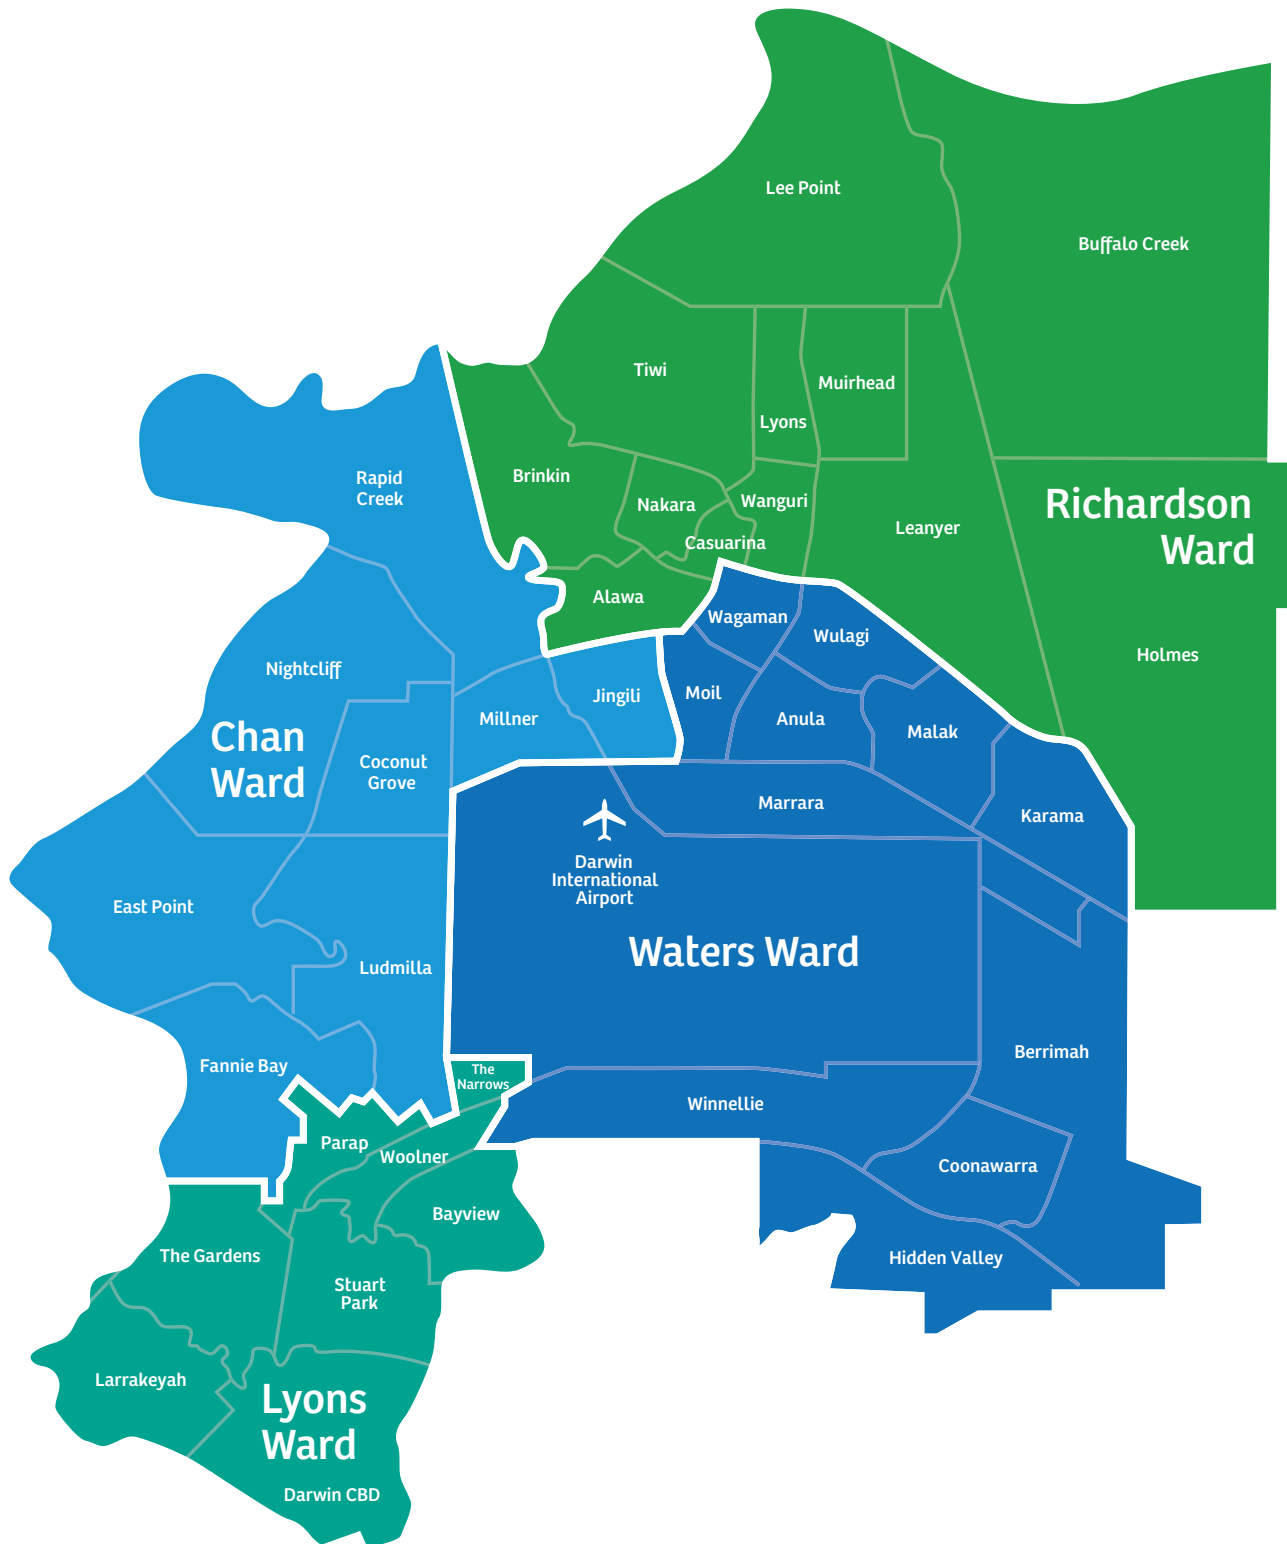 Lee Point
Buffalo Creek
Tiwi
Muirhead
Lyons
Rapid
Creek
Brinkin
Nakara
Wanguri
Richardson
Ward
Leanyer
Casuarina
Alawa
Wagaman
Wulagi
Holmes
Nightcliff
Jingili
Moil
Millner
Anula
Malak
Chan
Ward
Coconut
Grove
Marrara
Karama
Darwin
International
Airport
East Point
Waters Ward
Ludmilla
Berrimah
Fannie Bay
The
Narrows
Winnellie
Parap
Woolner
Coonawarra
Bayview
The Gardens
Hidden Valley
Stuart
Park
Larrakeyah
Lyons
Ward
Darwin CBD